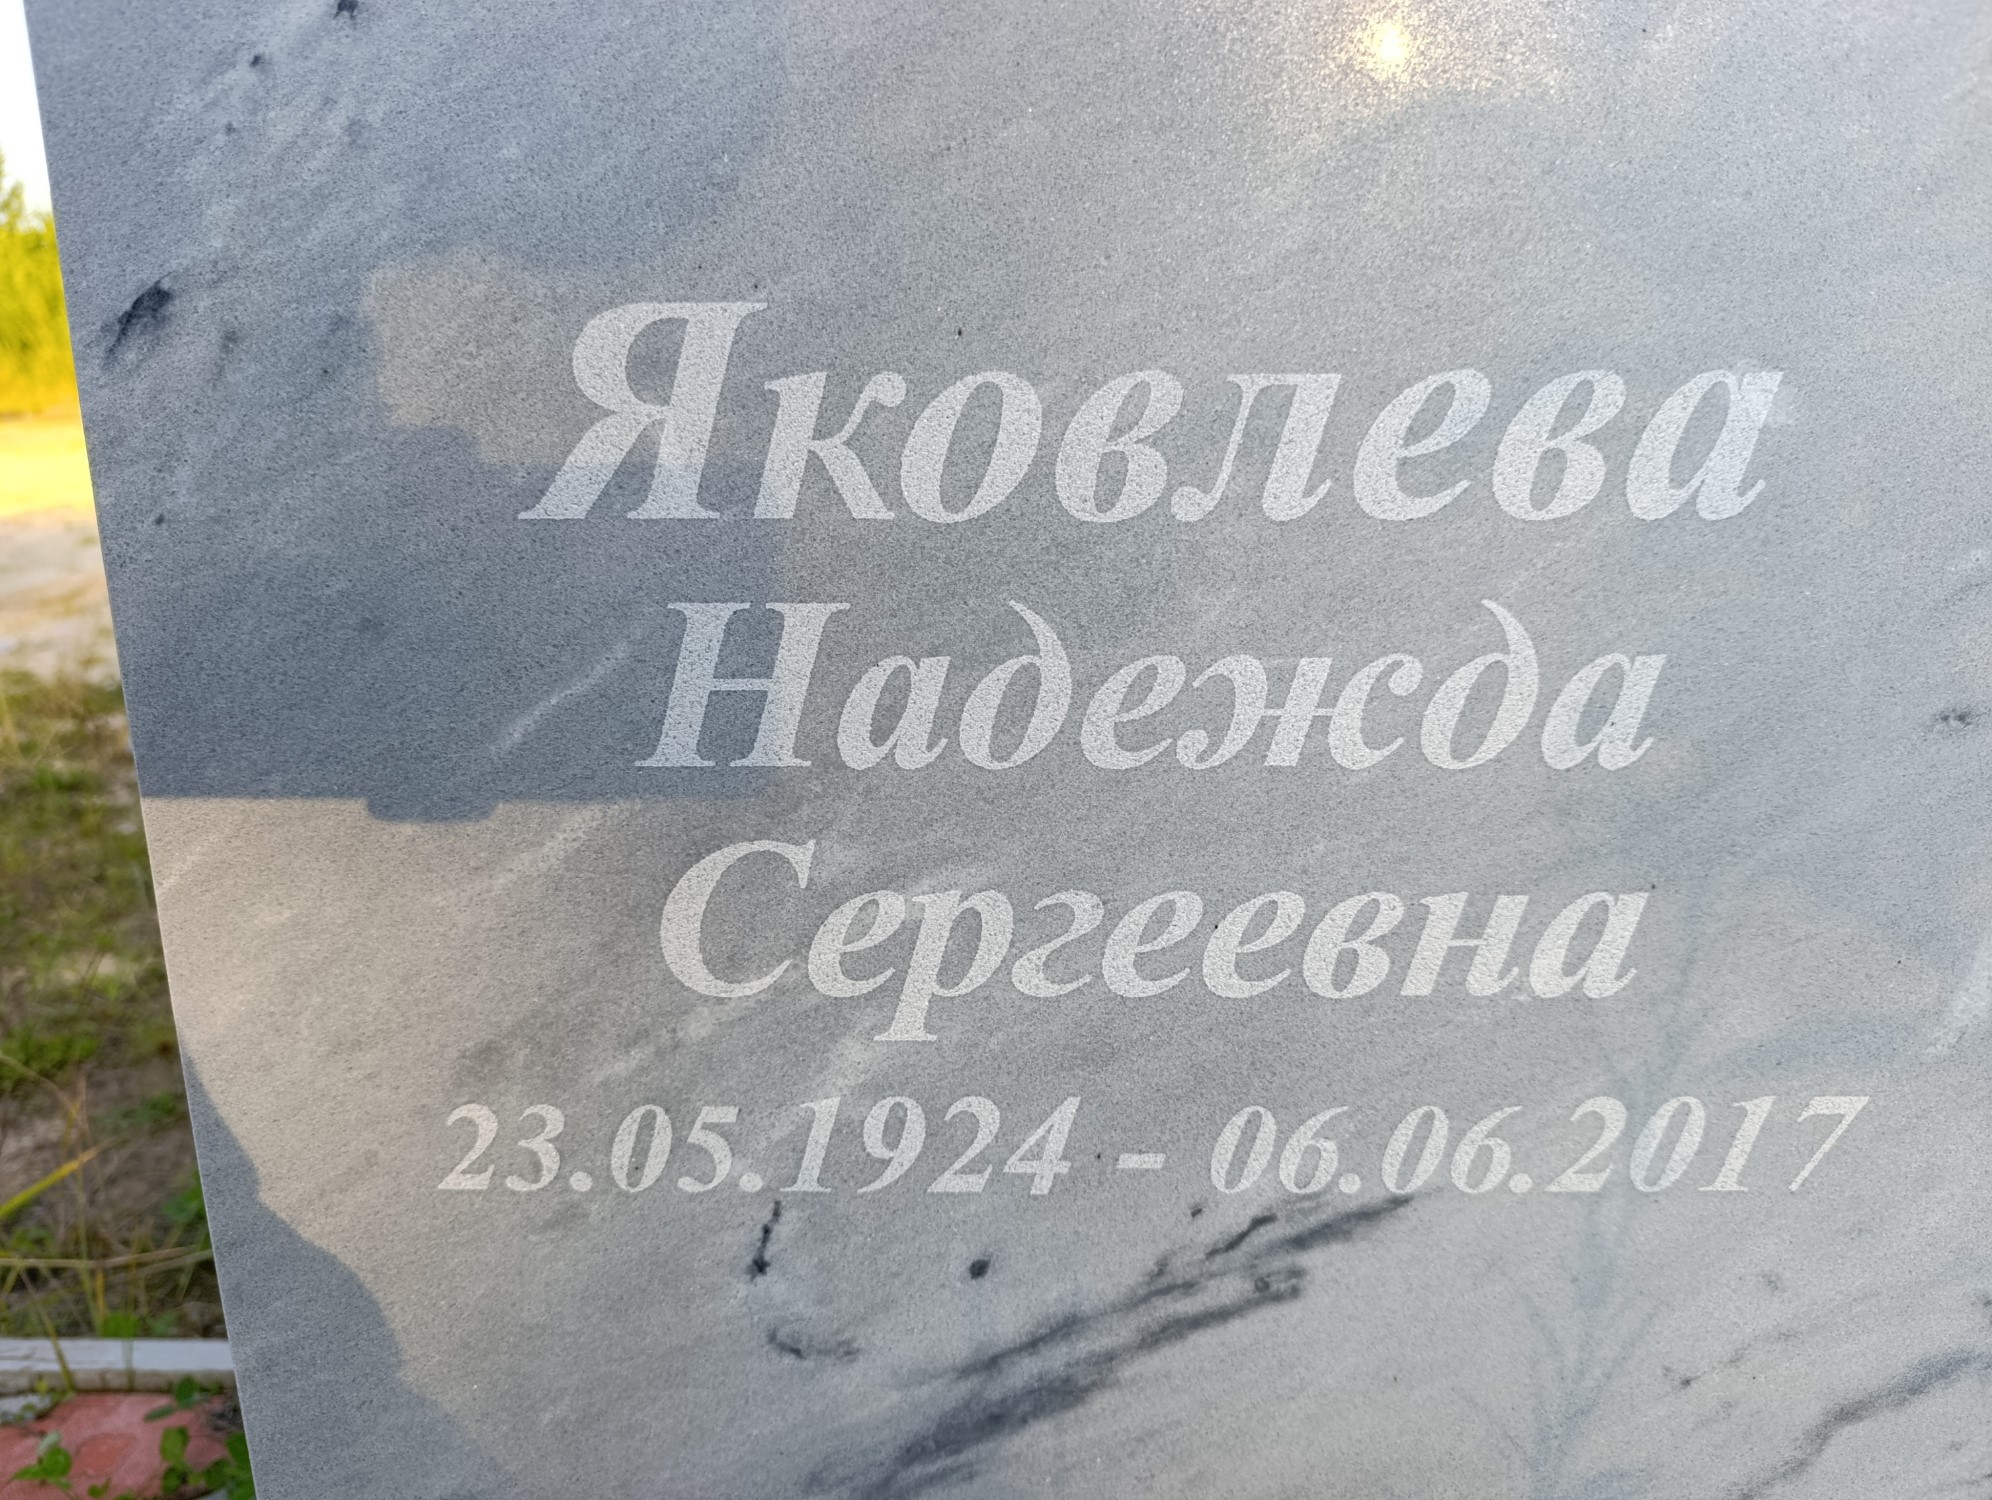 Яковлева
Надежда
Сергеевна
23.05.1924 - 06.06.2017